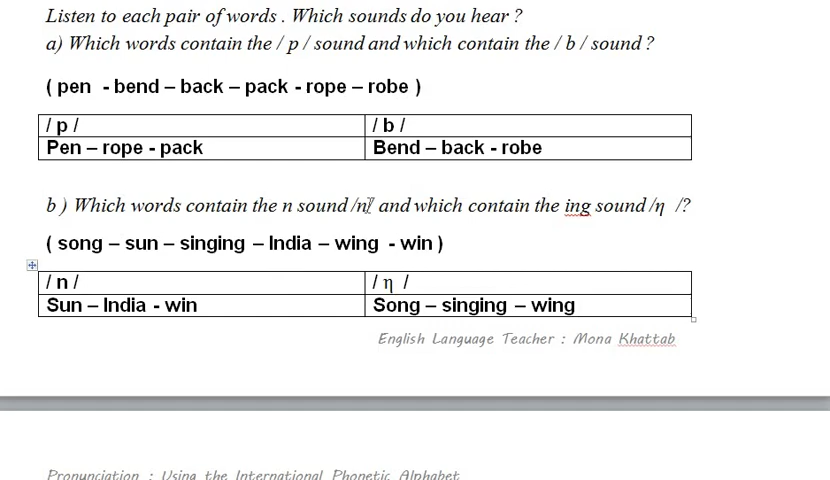 Listen to each pair of words . Which sounds do you hear ?
a) Which words contain the / p / sound and which contain the / b / sound ?
( pen - bend – back – pack - rope – robe )
/ p / / b /
Pen – rope - pack Bend – back - robe
b ) Which words contain the n sound /n/ and which contain the ing sound /η /?
( song – sun – singing – India – wing - win )
/ n / / η /
Sun – India - win Song – singing – wing
English Language Teacher : Mona Khattab
Pronunciation : Using the International Phonetic Alphabet